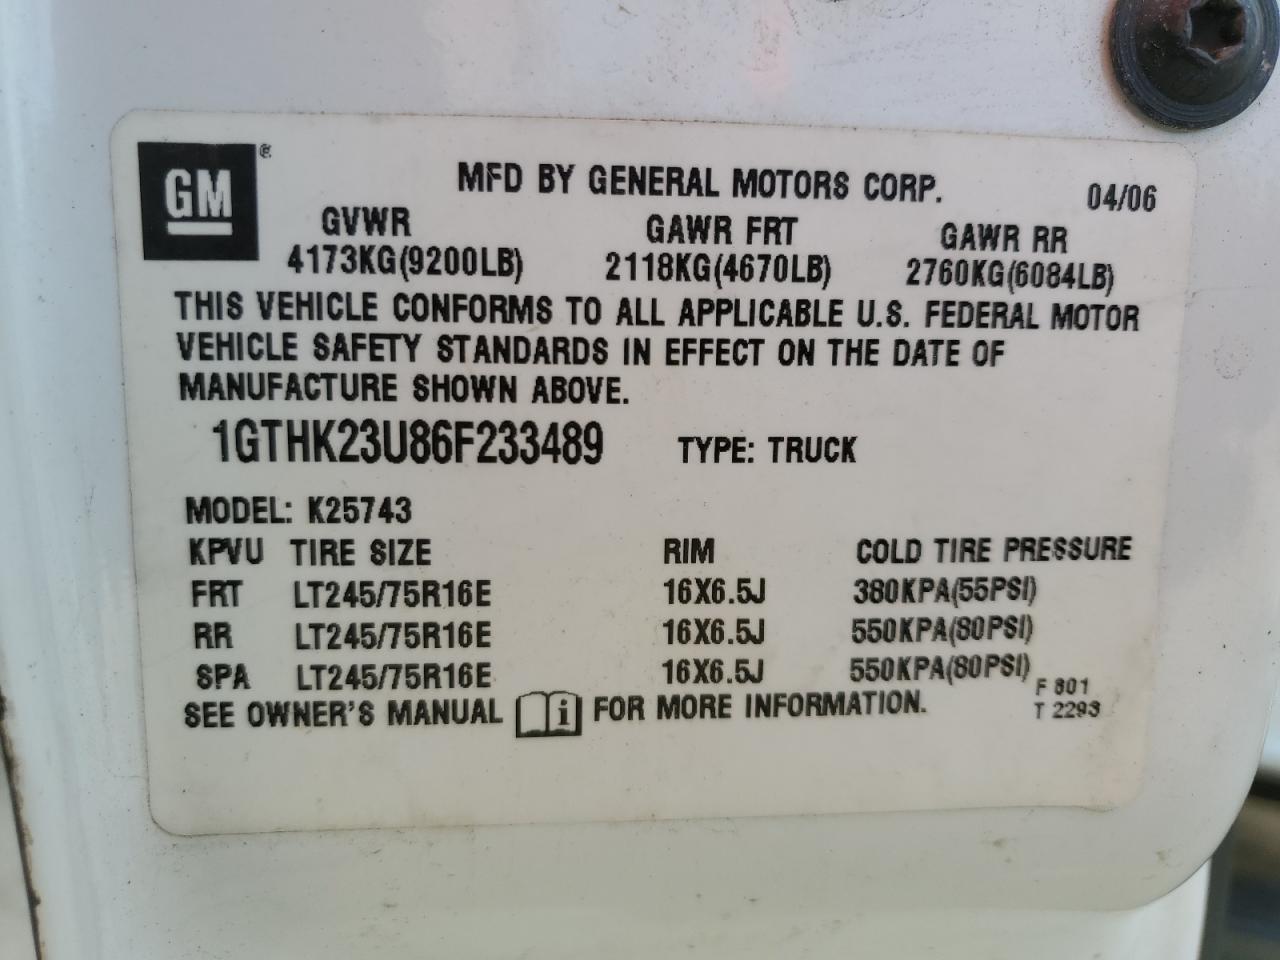 GM ®
MFD BY GENERAL MOTORS CORP. 04/06
GVWR GAWR FRT GAWR RR
4173KG(9200LB) 2118KG(4670LB) 2760KG(6084LB)
THIS VEHICLE CONFORMS TO ALL APPLICABLE U.S. FEDERAL MOTOR
VEHICLE SAFETY STANDARDS IN EFFECT ON THE DATE OF
MANUFACTURE SHOWN ABOVE.
1GTHK23U86F233489 TYPE: TRUCK
MODEL: K25743
KPVU TIRE SIZE RIM COLD TIRE PRESSURE
FRT LT245/75R16E 16X6.5J 380KPA(55PSI)
RR LT245/75R16E 16X6.5J 550KPA(80PSI)
SPA LT245/75R16E 16X6.5J 550KPA(80PSI)
SEE OWNER'S MANUAL i FOR MORE INFORMATION.
F 801
T 2293